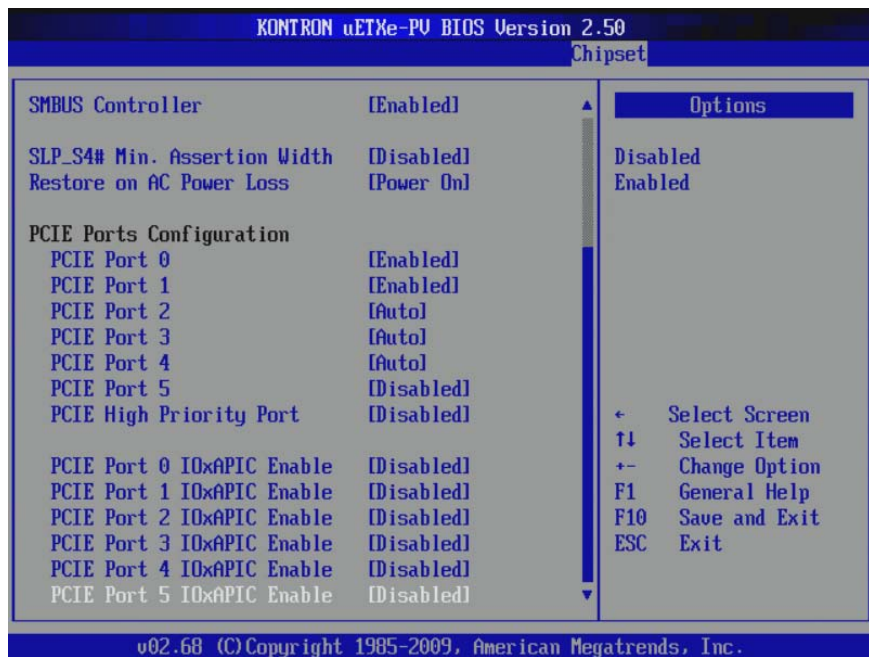 KONTRON uETXe-PV BIOS Version 2.50
Chipset
SMBUS Controller [Enabled]
SLP_S4# Min. Assertion Width [Disabled]
Restore on AC Power Loss [Power On]
PCIE Ports Configuration
PCIE Port 0 [Enabled]
PCIE Port 1 [Enabled]
PCIE Port 2 [Auto]
PCIE Port 3 [Auto]
PCIE Port 4 [Auto]
PCIE Port 5 [Disabled]
PCIE High Priority Port [Disabled]
PCIE Port 0 IOxAPIC Enable [Disabled]
PCIE Port 1 IOxAPIC Enable [Disabled]
PCIE Port 2 IOxAPIC Enable [Disabled]
PCIE Port 3 IOxAPIC Enable [Disabled]
PCIE Port 4 IOxAPIC Enable [Disabled]
PCIE Port 5 IOxAPIC Enable [Disabled]
Options
Disabled
Enabled
← Select Screen
↑↓ Select Item
+- Change Option
F1 General Help
F10 Save and Exit
ESC Exit
v02.68 (C)Copyright 1985-2009, American Megatrends, Inc.